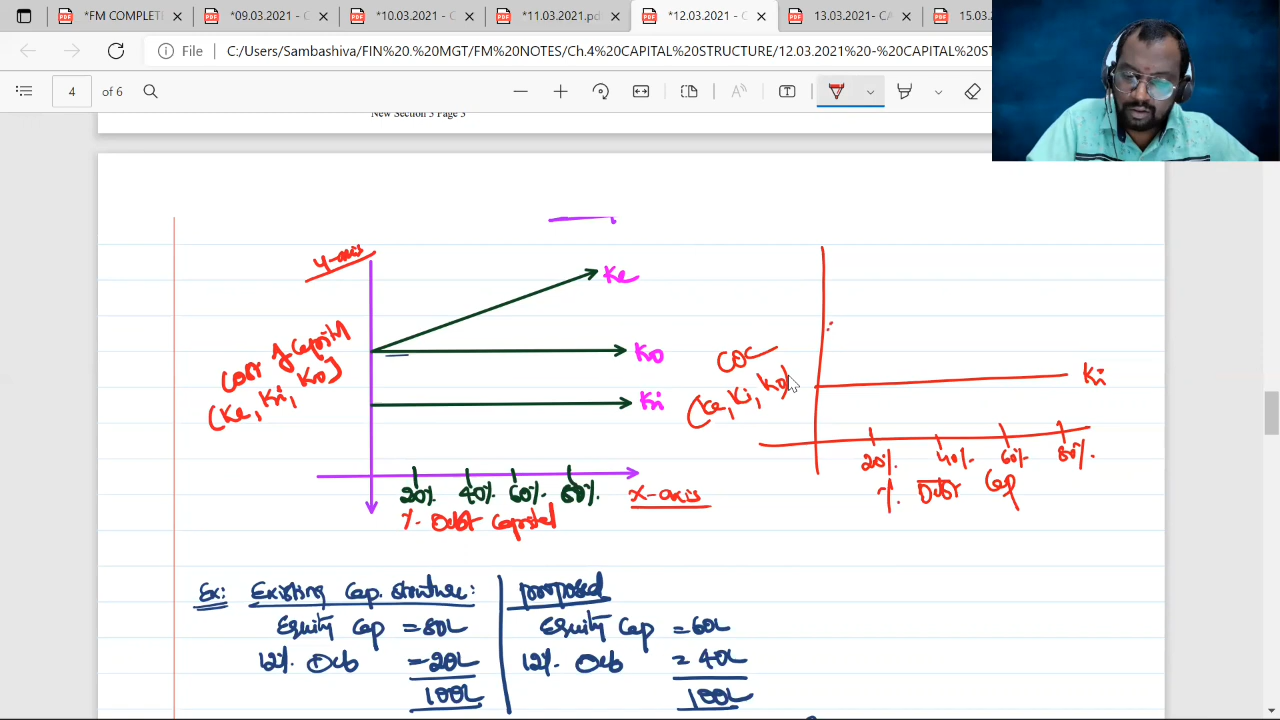 *FM COMPLET
*09.03.2021 - C
*10.03.2021 - C
*11.03.2021.pd
*12.03.2021 - C
13.03.2021- CA
15.03
File
C:/Users/Sambashiva/FIN%20.%20MGT/FM%20NOTES/Ch.4%20CAPITAL%20STRUCTURE/12.03.2021%20-%20CAPITAL%20ST
4 of 6
New Section 3 Page 3
y-axis
Ke
Cost of Capital
(Ke, Ki, Ko)
Ko
Ki
20% 40% 60% 80%
X-axis
% Debt Capital
COC
(Ke, Ki, Ko)
Ki
20% 40% 60% 80%
% Debt Cap
Ex: Existing Cap. structure:
Equity Cap = 80L
12% Deb = 20L
100L
proposed
Equity Cap = 60L
12% Deb = 40L
100L